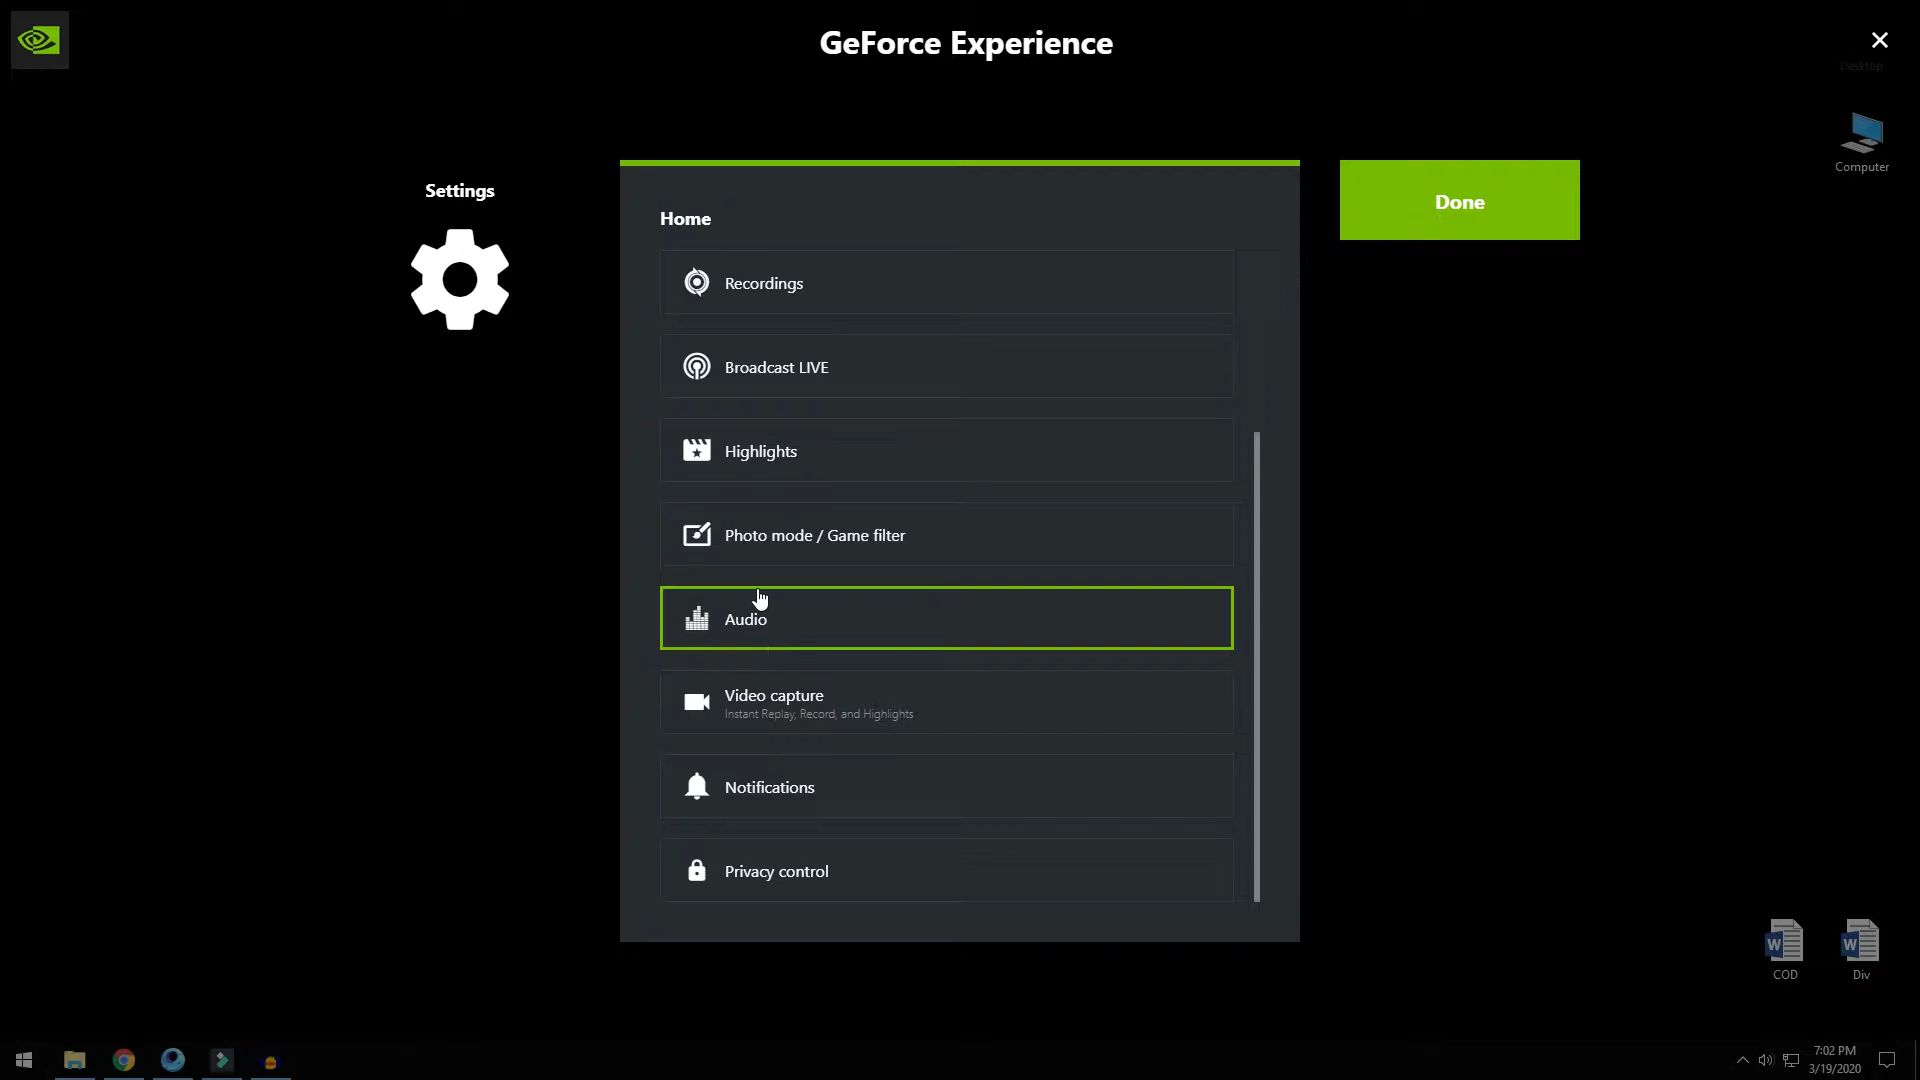 GeForce Experience
Desktop
Computer
Settings
Done
Home
Recordings
Broadcast LIVE
Highlights
Photo mode / Game filter
Audio
Video capture
Instant Replay, Record, and Highlights
Notifications
Privacy control
W
COD
W
Div
7:02 PM
3/19/2020